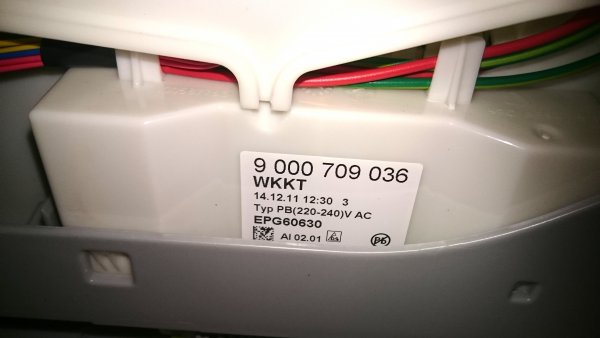 9 000 709 036
WKKT
14.12.11 12:30 3
Typ PB(220-240)V AC
EPG60630
AI 02.01
Pb